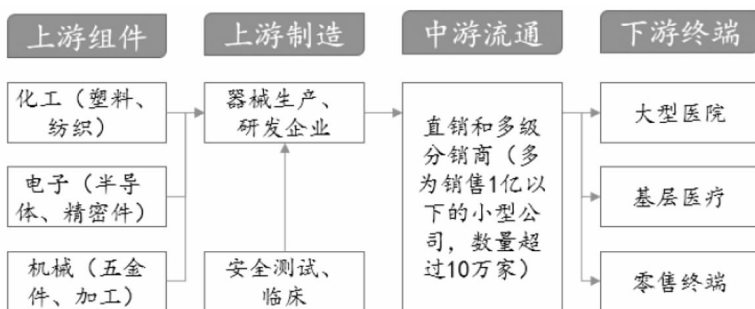 上游组件
上游制造
中游流通
下游终端
化工（塑料、
纺织）
电子（半导
体、精密件）
机械（五金
件、加工）
器械生产、
研发企业
安全测试、
临床
直销和多级
分销商（多
为销售1亿以
下的小型公
司，数量超
过10万家）
大型医院
基层医疗
零售终端